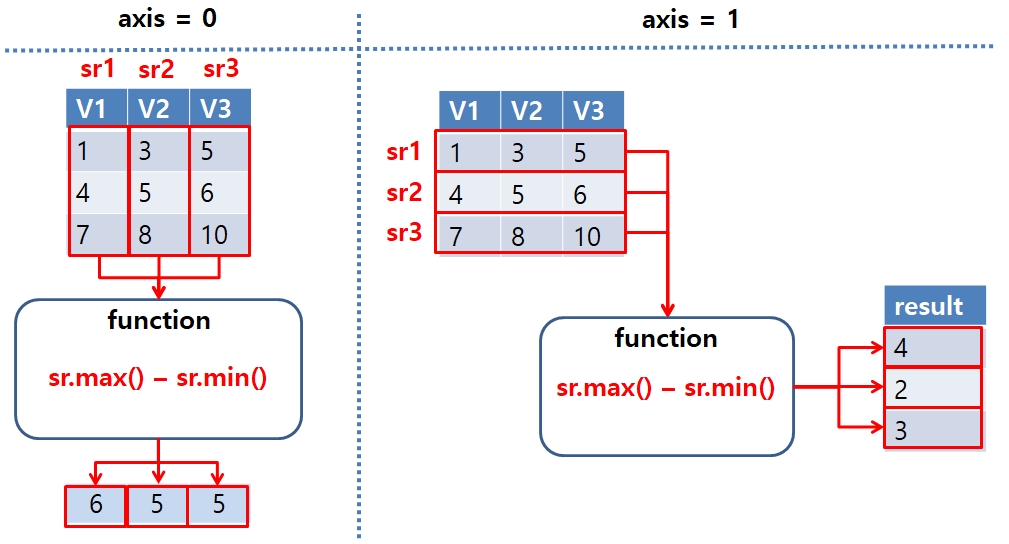 axis = 0
sr1 sr2 sr3
V1 V2 V3
1 3 5
4 5 6
7 8 10
function
sr.max() – sr.min()
6 5 5
axis = 1
V1 V2 V3
sr1 1 3 5
sr2 4 5 6
sr3 7 8 10
function
sr.max() – sr.min()
result
4
2
3